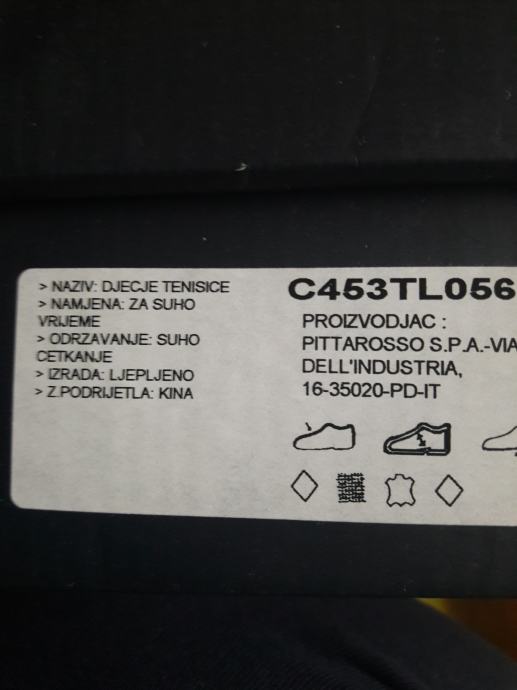 > NAZIV: DJECJE TENISICE
> NAMJENA: ZA SUHO
VRIJEME
> ODRZAVANJE: SUHO
CETKANJE
> IZRADA: LJEPLJENO
> Z.PODRIJETLA: KINA
C453TL056
PROIZVODJAC :
PITTAROSSO S.P.A.-VIA
DELL'INDUSTRIA,
16-35020-PD-IT